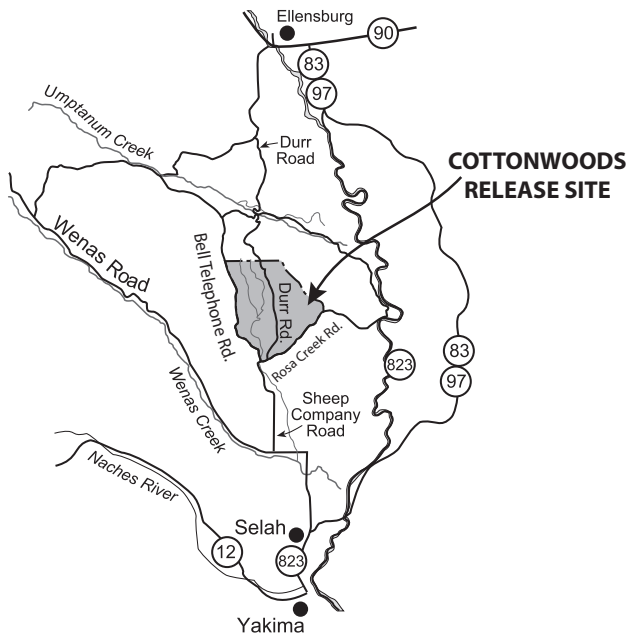 Ellensburg
90
83
97
Umptanum Creek
Durr
Road
COTTONWOODS
RELEASE SITE
Wenas Road
Bell Telephone Rd.
Durr Rd.
Rosa Creek Rd.
823
83
97
Wenas Creek
Sheep
Company
Road
Naches River
Selah
12
823
Yakima